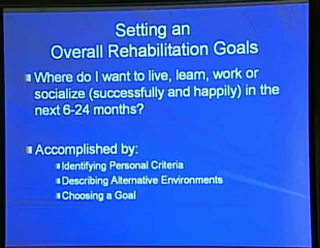 Setting an
Overall Rehabilitation Goals
Where do I want to live, learn, work or
socialize (successfully and happily) in the
next 6-24 months?
Accomplished by:
Identifying Personal Criteria
Describing Alternative Environments
Choosing a Goal